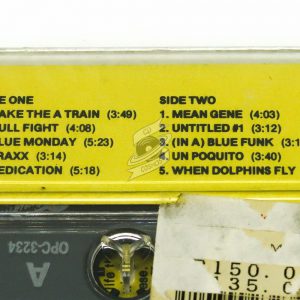 E ONE
AKE THE A TRAIN (3:49)
ULL FIGHT (4:08)
LUE MONDAY (5:23)
RAXX (3:14)
EDICATION (5:18)
SIDE TWO
1. MEAN GENE (4:03)
2. UNTITLED #1 (3:12)
3. (IN A) BLUE FUNK (
4. UN POQUITO (3:40)
5. WHEN DOLPHINS FLY
OPC-3234
A
150.0
35.0